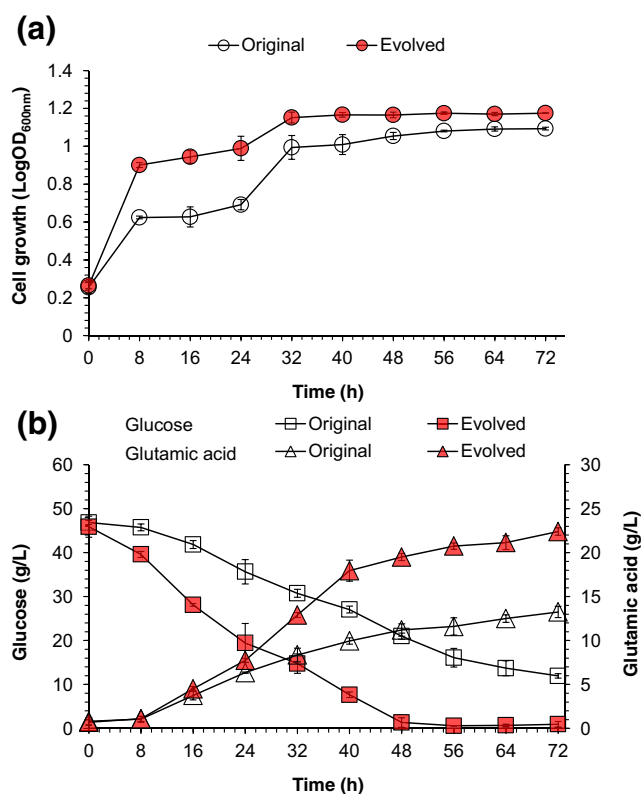 (a)
Original Evolved
1.4
1.2
1
0.8
0.6
0.4
0.2
0
Cell growth (LogOD600nm)
0 8 16 24 32 40 48 56 64 72
Time (h)
(b)
Glucose Original Evolved
Glutamic acid Original Evolved
60 30
50 25
40 20
30 15
20 10
10 5
0 0
Glucose (g/L)
Glutamic acid (g/L)
0 8 16 24 32 40 48 56 64 72
Time (h)